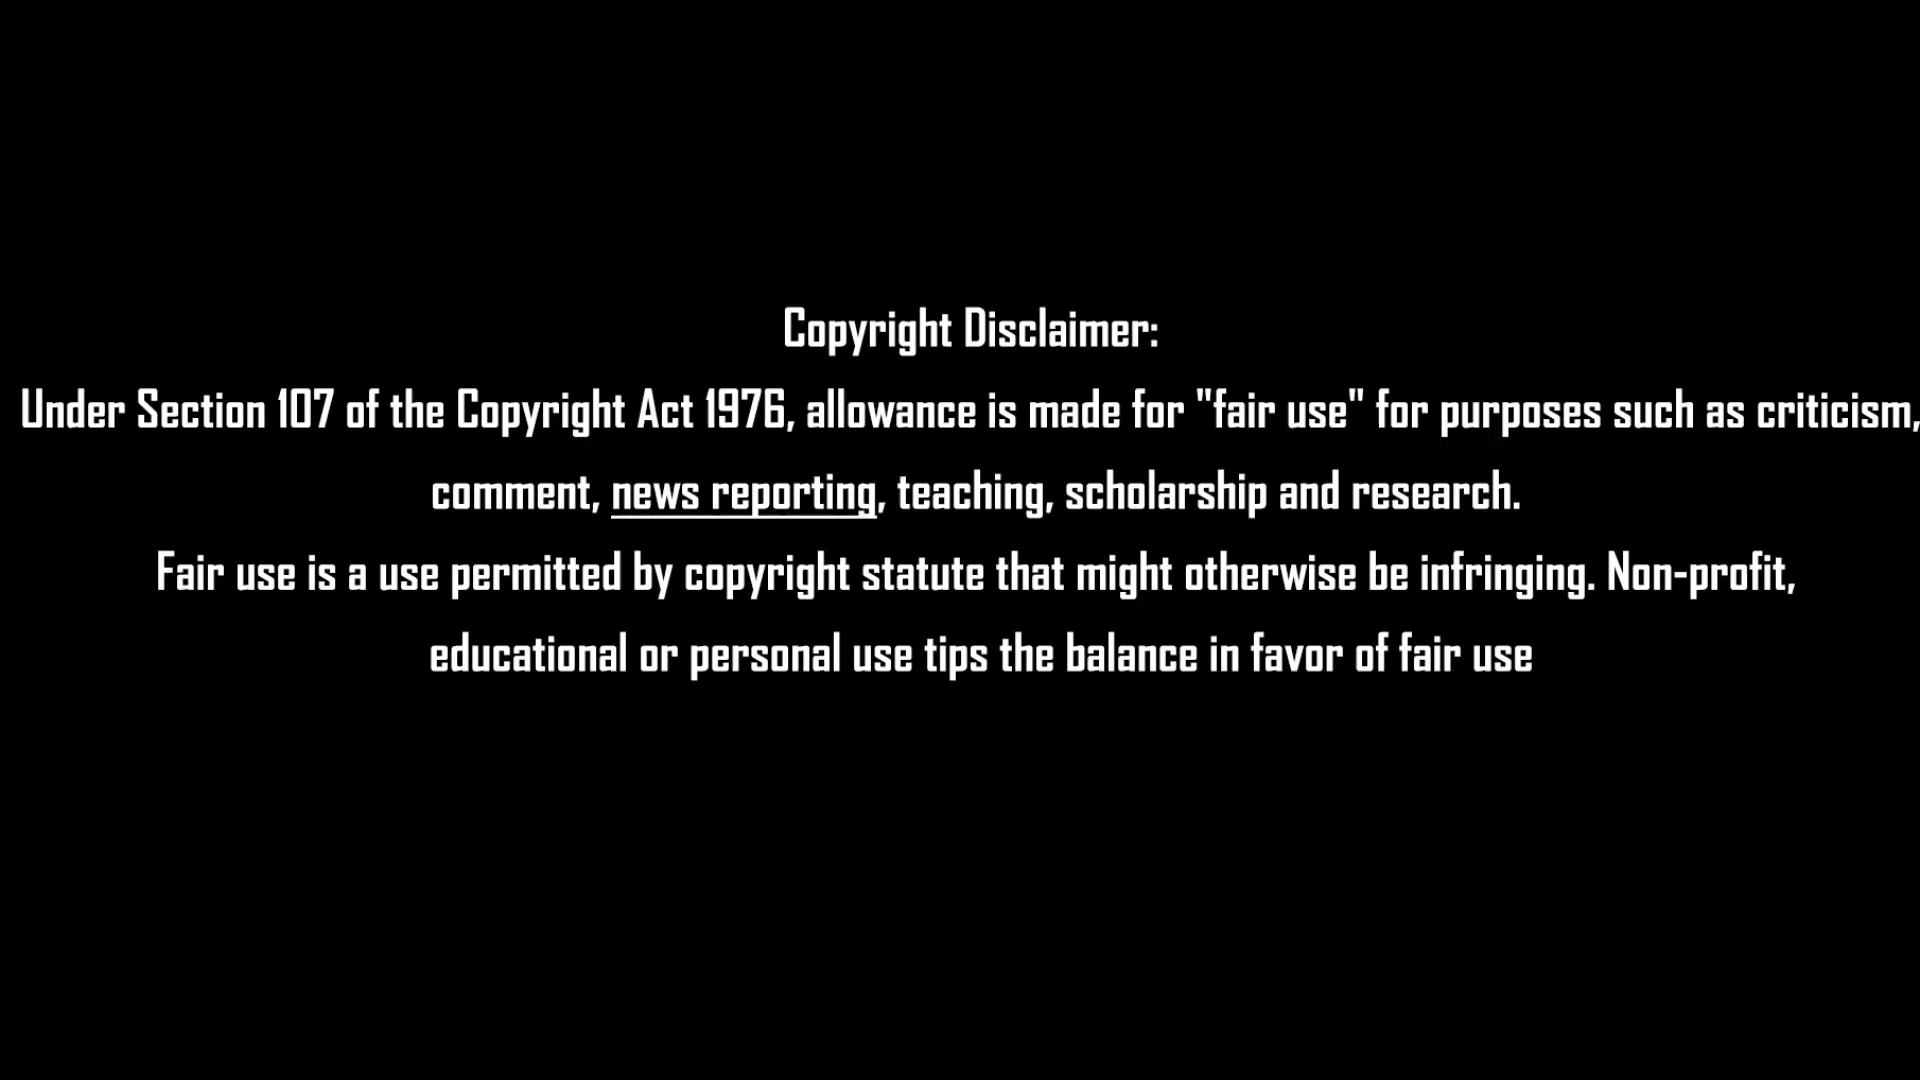 Copyright Disclaimer:
Under Section 107 of the Copyright Act 1976, allowance is made for "fair use" for purposes such as criticism,
comment, news reporting, teaching, scholarship and research.
Fair use is a use permitted by copyright statute that might otherwise be infringing. Non-profit,
educational or personal use tips the balance in favor of fair use